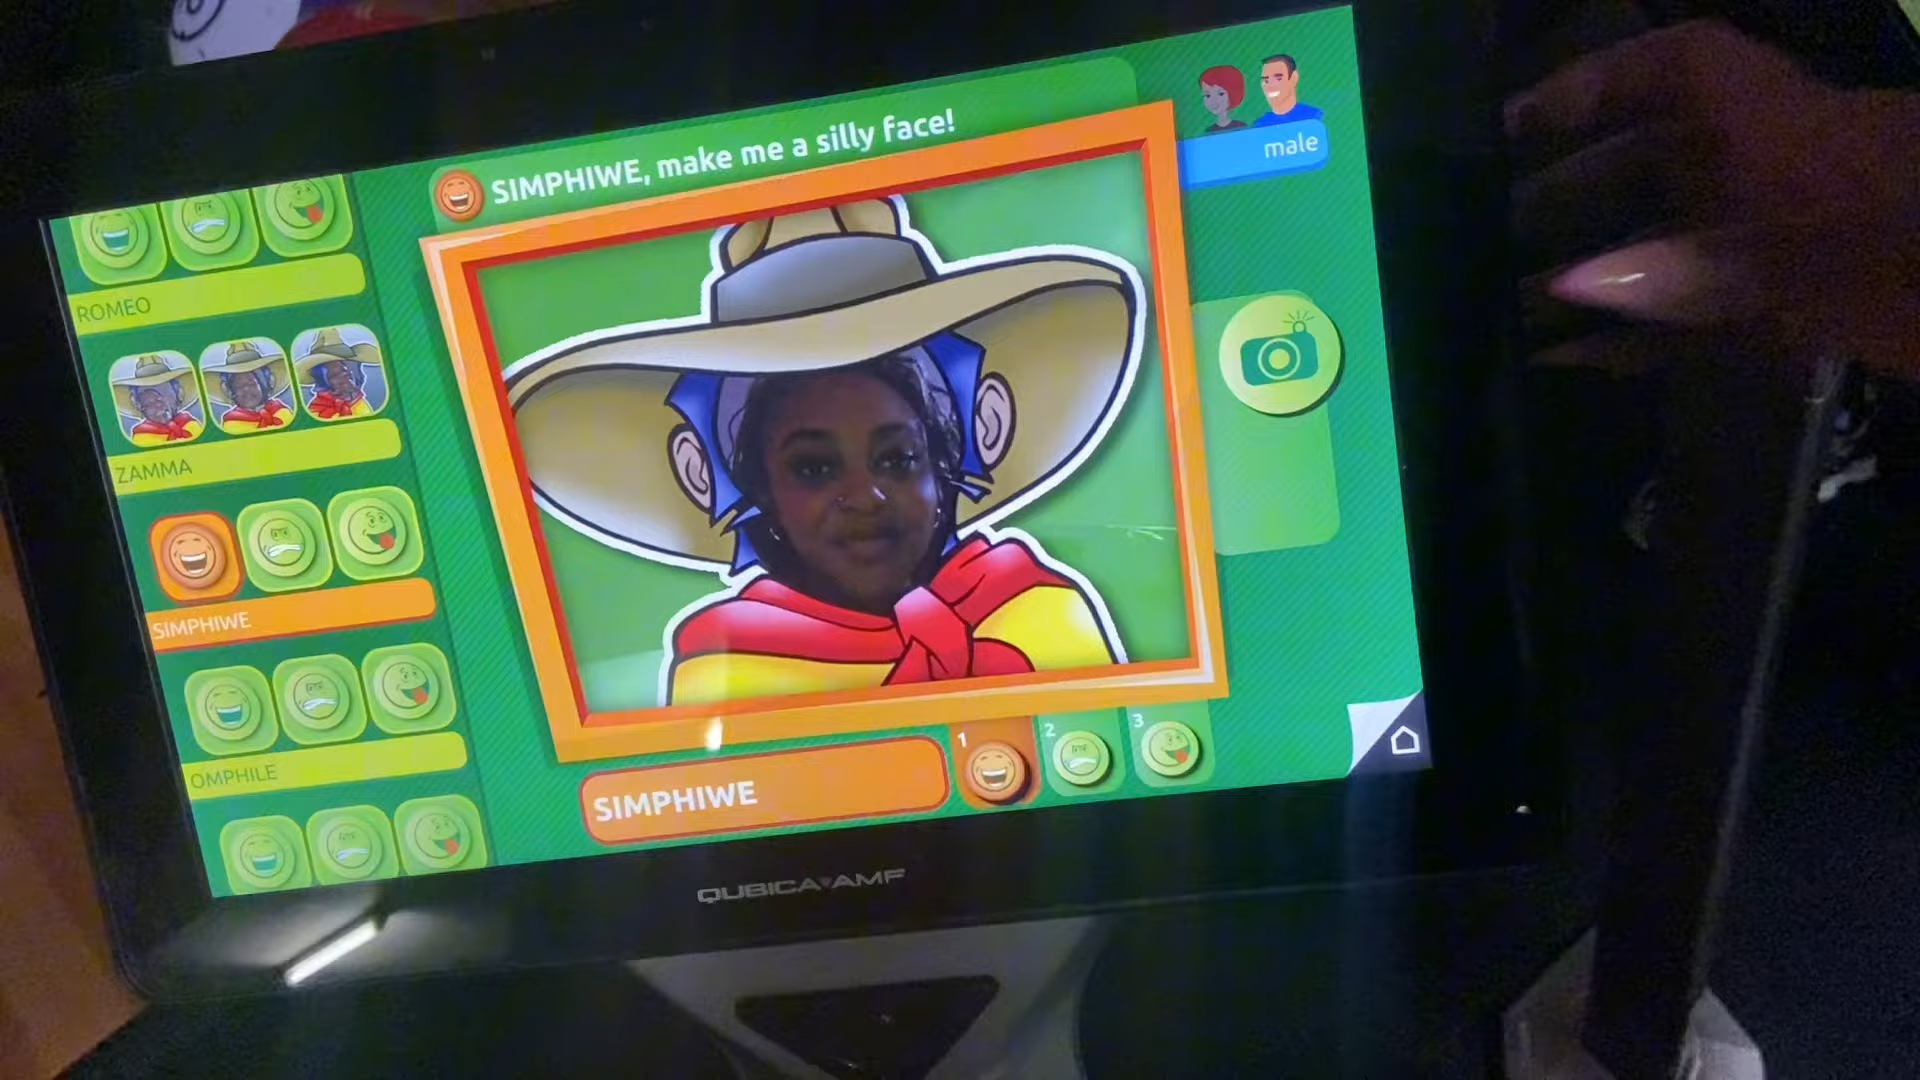 SIMPHIWE, make me a silly face!
male
ROMEO
ZAMMA
SIMPHIWE
OMPHILE
SIMPHIWE
1
2
3
QUBICA AMF